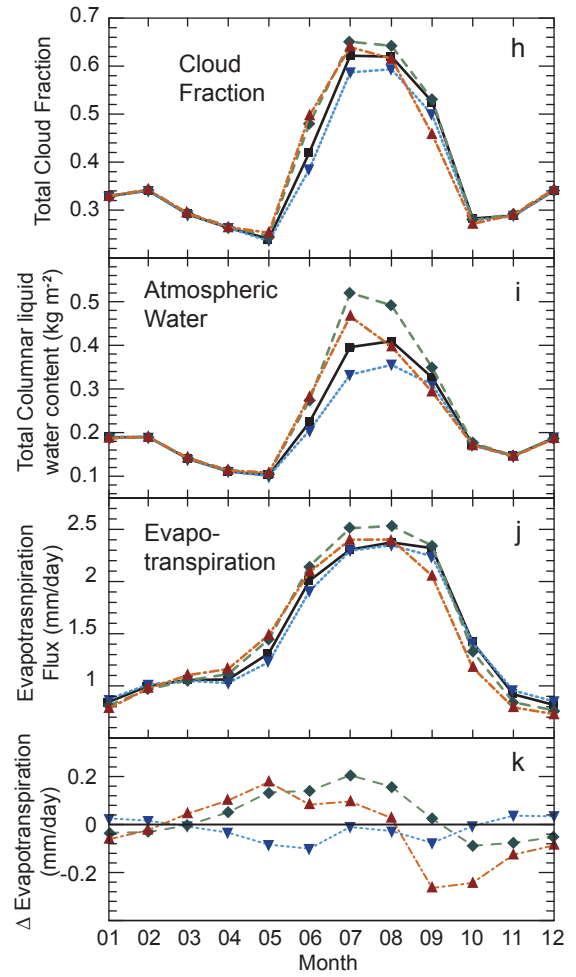 h
Cloud
Fraction
Total Cloud Fraction
0.7
0.6
0.5
0.4
0.3
i
Atmospheric
Water
Total Columnar liquid
water content (kg m⁻²)
0.5
0.4
0.3
0.2
0.1
j
Evapo-
transpiration
Evapotrasnpiration
Flux (mm/day)
2.5
2
1.5
1
k
Δ Evapotranspiration
(mm/day)
0.2
0
-0.2
01 02 03 04 05 06 07 08 09 10 11 12
Month